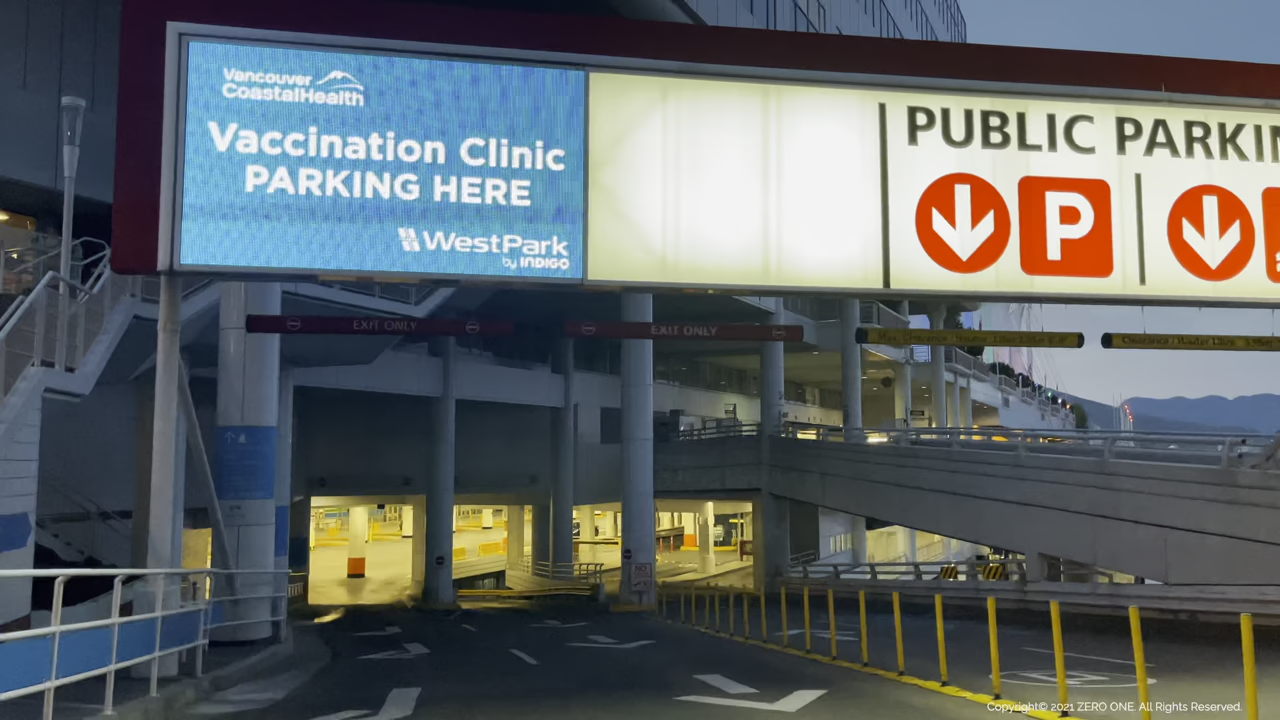 Vancouver
CoastalHealth
Vaccination Clinic
PARKING HERE
WestPark
by INDIGO
PUBLIC PARKIN
P
EXIT ONLY
EXIT ONLY
Copyright© 2021 ZERO ONE. All Rights Reserved.